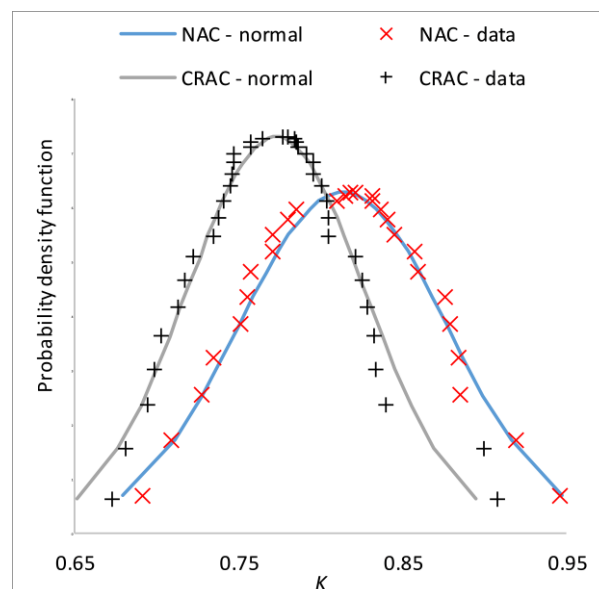 NAC - normal
NAC - data
CRAC - normal
CRAC - data
Probability density function
0.65
0.75
0.85
0.95
K